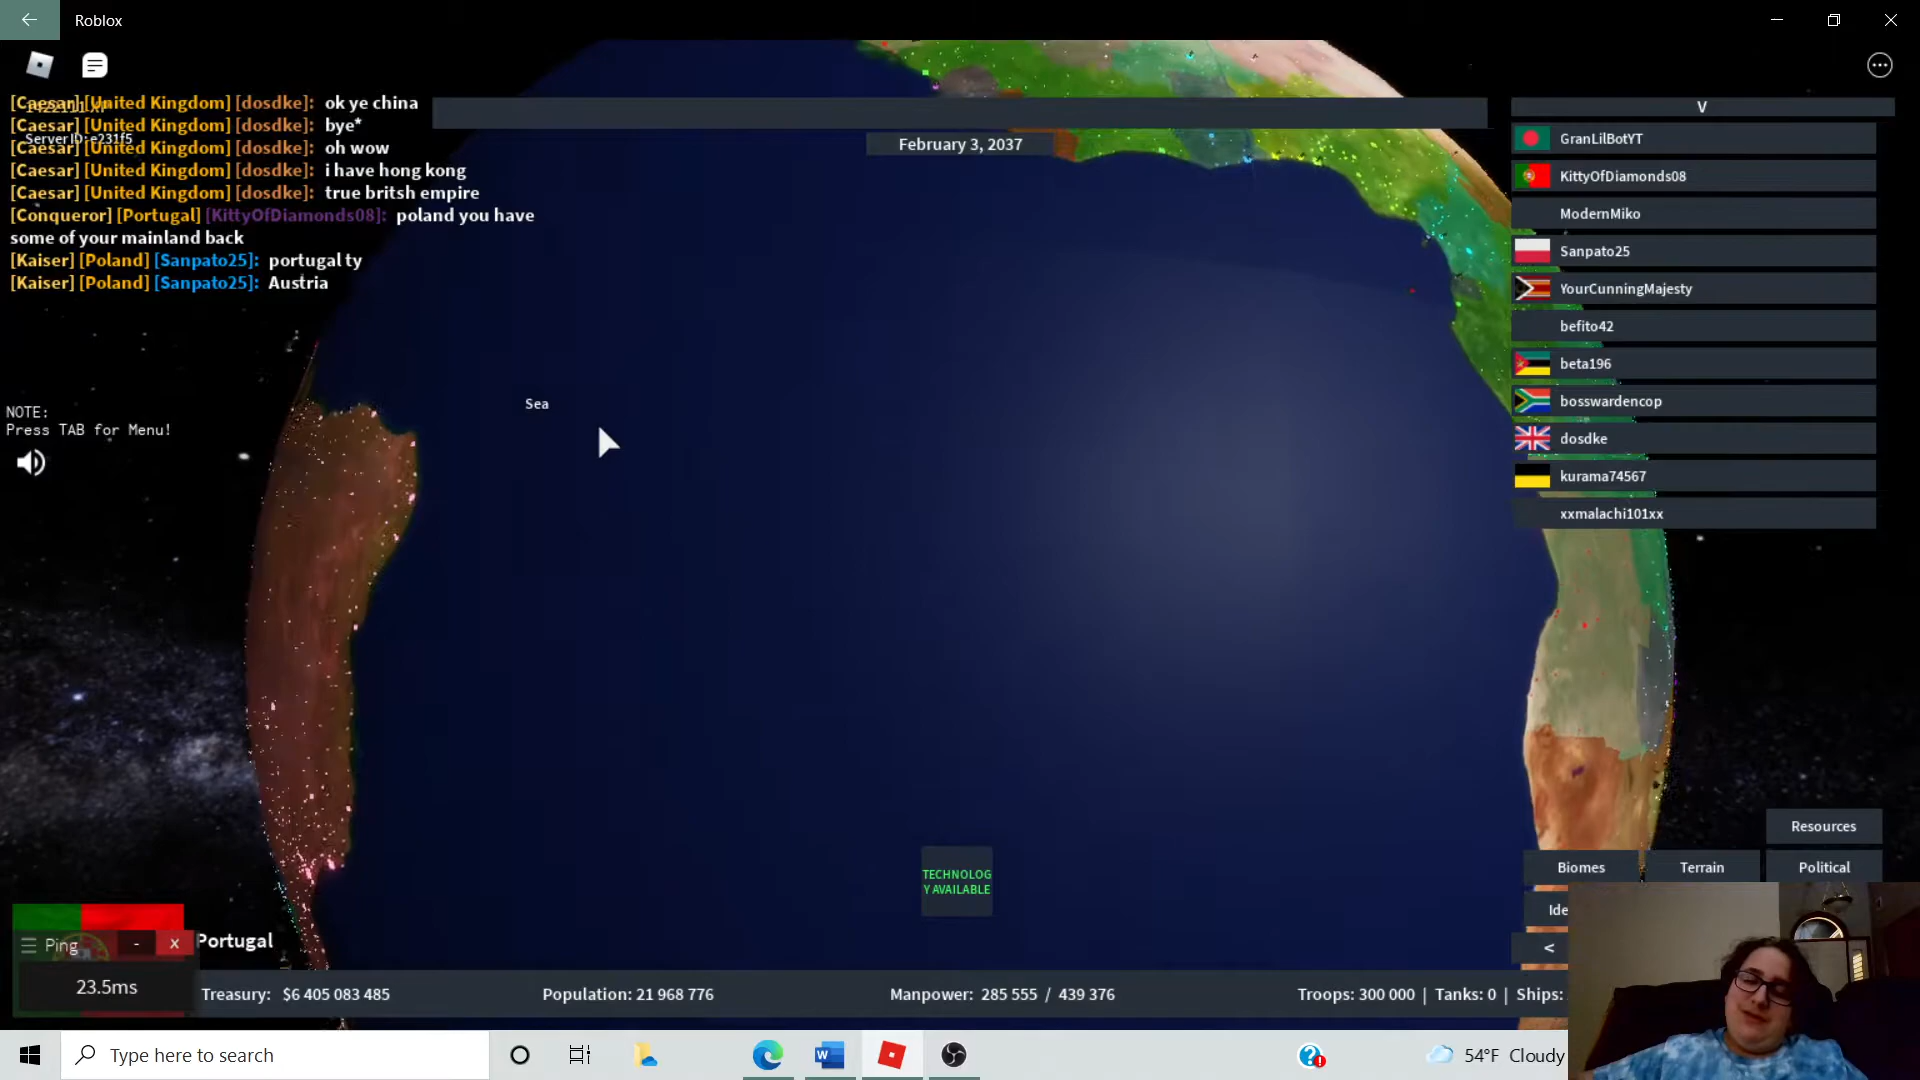 Roblox
[Caesar] [United Kingdom] [dosdke]: ok ye china
[Caesar] [United Kingdom] [dosdke]: bye*
Server ID: e231f5
[Caesar] [United Kingdom] [dosdke]: oh wow
[Caesar] [United Kingdom] [dosdke]: i have hong kong
[Caesar] [United Kingdom] [dosdke]: true britsh empire
[Conqueror] [Portugal] [KittyOfDiamonds08]: poland you have
some of your mainland back
[Kaiser] [Poland] [Sanpato25]: portugal ty
[Kaiser] [Poland] [Sanpato25]: Austria
February 3, 2037
V
GranLilBotYT
KittyOfDiamonds08
ModernMiko
Sanpato25
YourCunningMajesty
befito42
beta196
bosswardencop
dosdke
kurama74567
xxmalachi101xx
NOTE:
Press TAB for Menu!
Sea
TECHNOLOG
Y AVAILABLE
Resources
Biomes
Terrain
Political
Ide
<
Portugal
Ping
-
x
23.5ms
Treasury: $6 405 083 485
Population: 21 968 776
Manpower: 285 555 / 439 376
Troops: 300 000 | Tanks: 0 | Ships:
Type here to search
54°F Cloudy